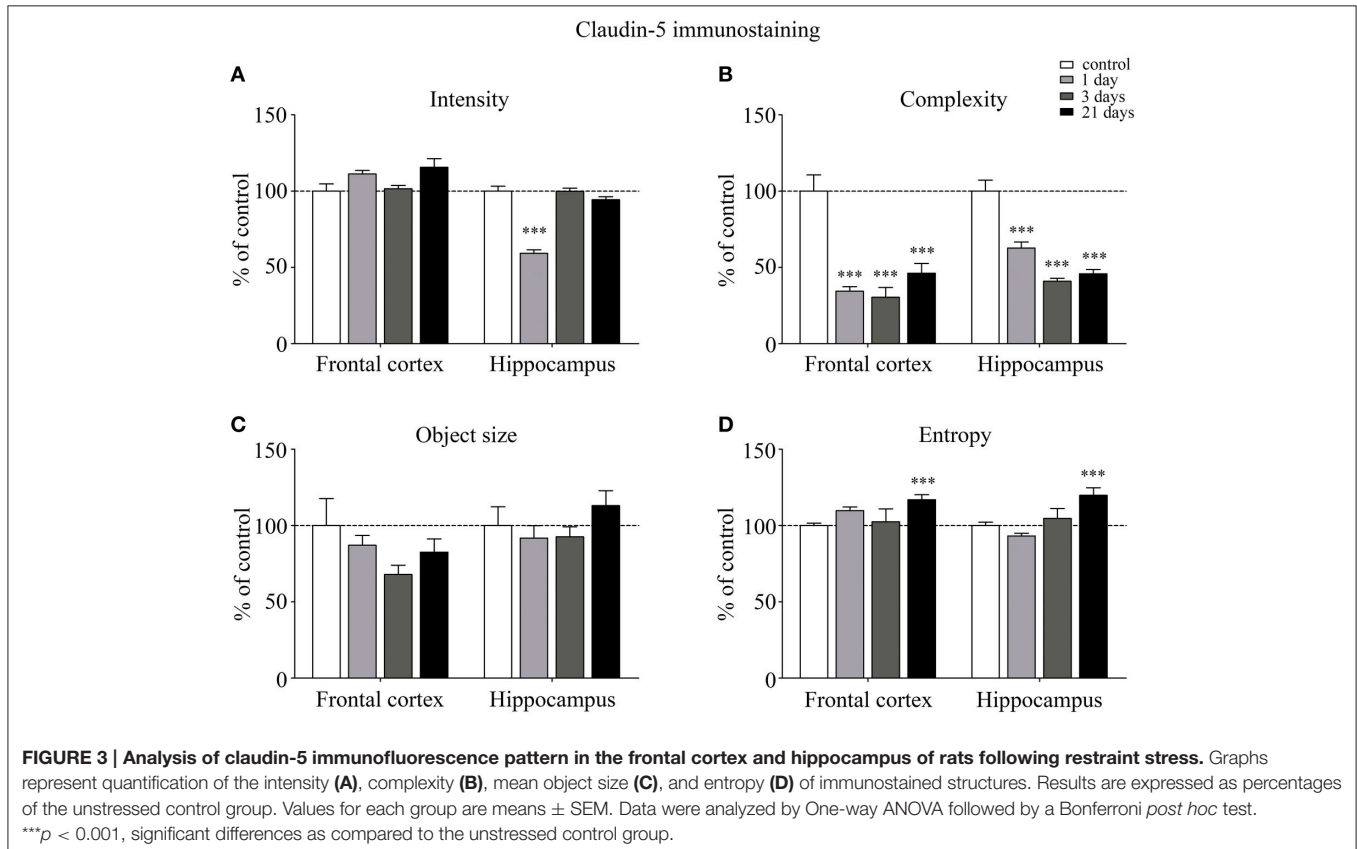 Claudin-5 immunostaining
A
Intensity
% of control
150
100
50
0
***
Frontal cortex
Hippocampus
B
Complexity
control
1 day
3 days
21 days
% of control
150
100
50
0
*** *** ***
*** *** ***
Frontal cortex
Hippocampus
C
Object size
% of control
150
100
50
0
Frontal cortex
Hippocampus
D
Entropy
% of control
150
100
50
0
***
***
Frontal cortex
Hippocampus
FIGURE 3 | Analysis of claudin-5 immunofluorescence pattern in the frontal cortex and hippocampus of rats following restraint stress. Graphs
represent quantification of the intensity (A), complexity (B), mean object size (C), and entropy (D) of immunostained structures. Results are expressed as percentages
of the unstressed control group. Values for each group are means ± SEM. Data were analyzed by One-way ANOVA followed by a Bonferroni post hoc test.
***p < 0.001, significant differences as compared to the unstressed control group.